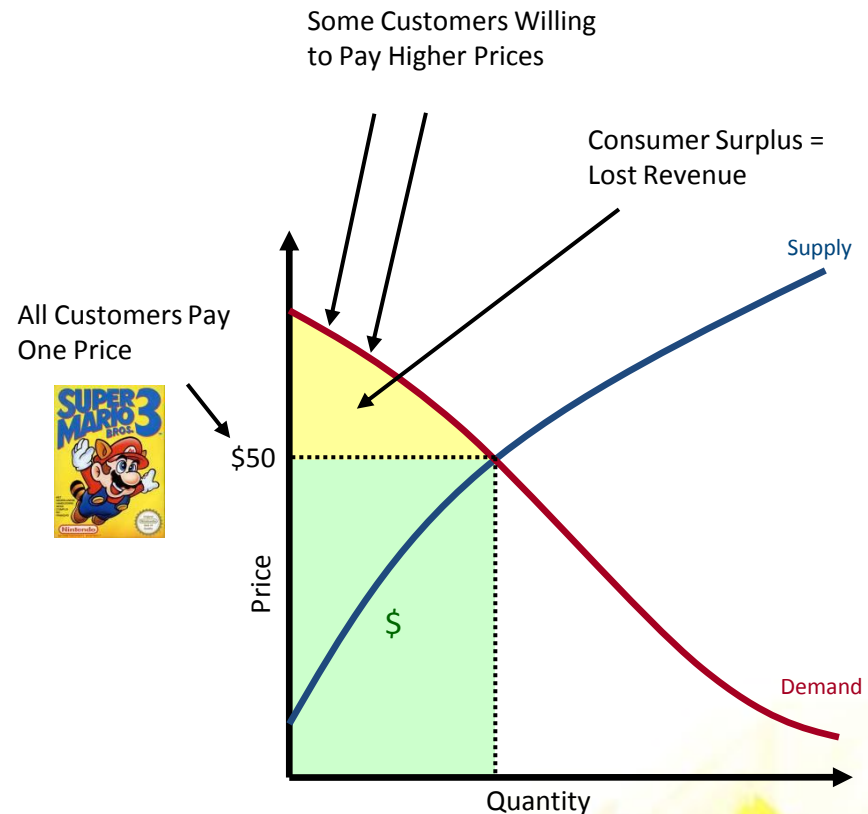 Some Customers Willing
to Pay Higher Prices
Consumer Surplus =
Lost Revenue
Supply
All Customers Pay
One Price
SUPER
MARIO 3
BROS.
Nintendo
$50
Price
$
Demand
Quantity